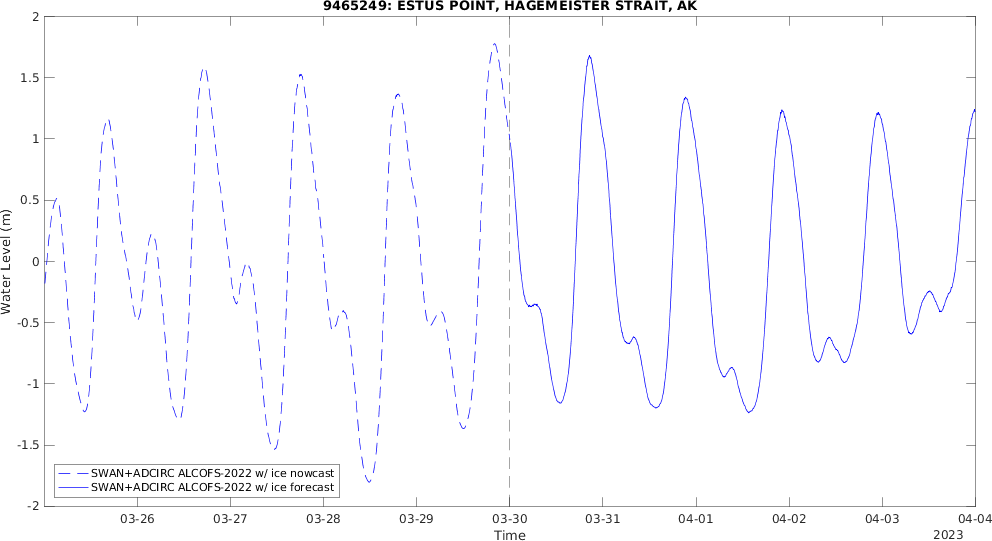 9465249: ESTUS POINT, HAGEMEISTER STRAIT, AK
2
1.5
1
0.5
0
-0.5
-1
-1.5
-2
Water Level (m)
SWAN+ADCIRC ALCOFS-2022 w/ ice nowcast
SWAN+ADCIRC ALCOFS-2022 w/ ice forecast
03-26 03-27 03-28 03-29 03-30 03-31 04-01 04-02 04-03 04-04
Time
2023